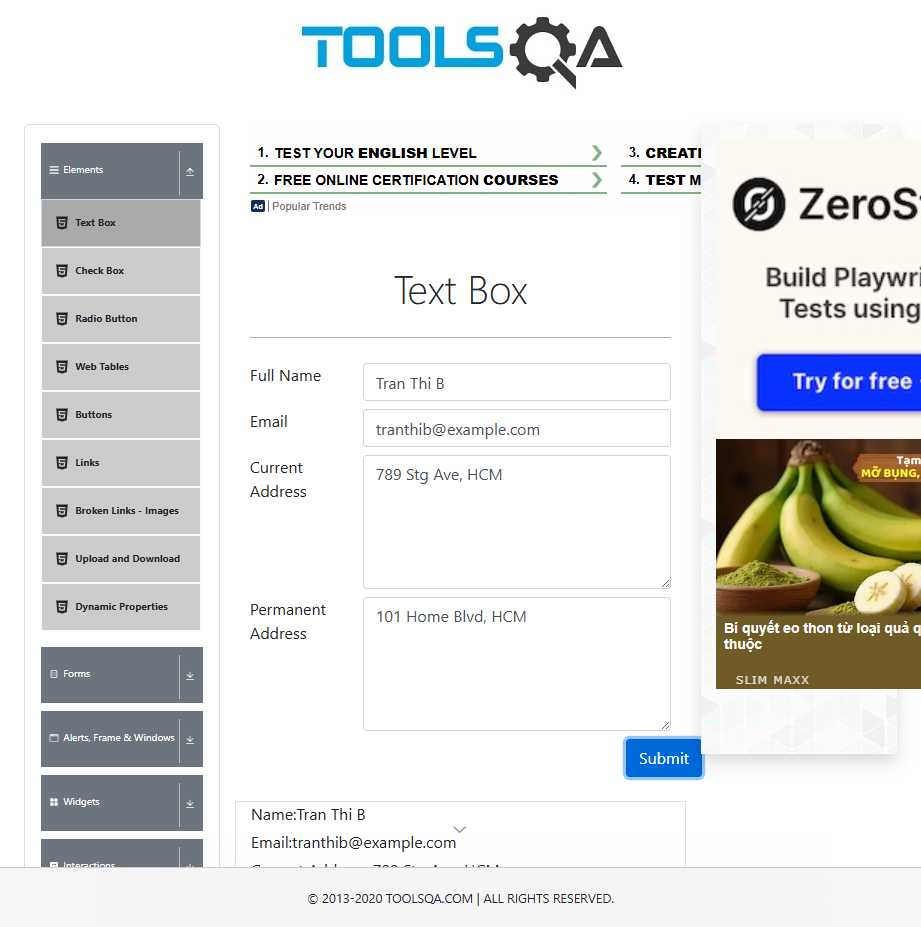 TOOLSQA
Elements
Text Box
Check Box
Radio Button
Web Tables
Buttons
Links
Broken Links - Images
Upload and Download
Dynamic Properties
Forms
Alerts, Frame & Windows
Widgets
Interactions
1. TEST YOUR ENGLISH LEVEL
2. FREE ONLINE CERTIFICATION COURSES
3. CREATI
4. TEST M
Ad | Popular Trends
Text Box
Full Name
Tran Thi B
Email
tranthib@example.com
Current
Address
789 Stg Ave, HCM
Permanent
Address
101 Home Blvd, HCM
Submit
Name:Tran Thi B
Email:tranthib@example.com
ZeroSt
Build Playwri
Tests using
Try for free
Tạm
MỠ BỤNG,
Bí quyết eo thon từ loại quả q
thuộc
SLIM MAXX
© 2013-2020 TOOLSQA.COM | ALL RIGHTS RESERVED.